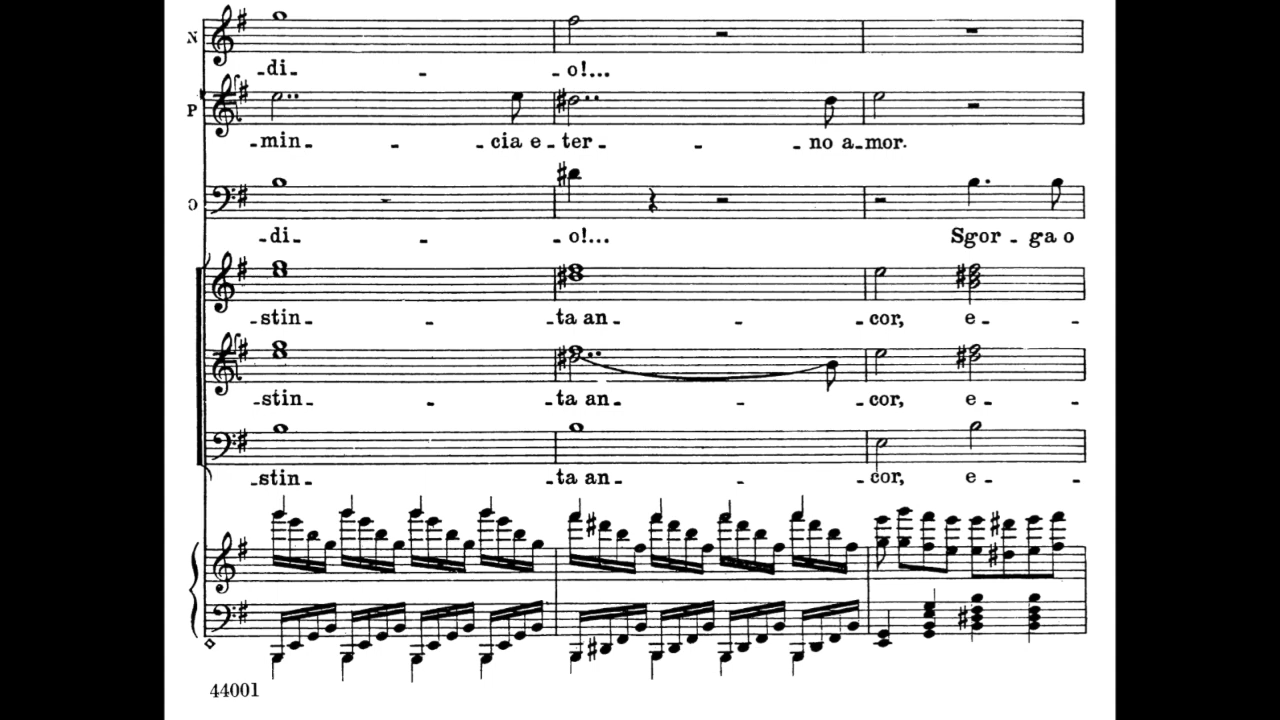 N
-di- - -o!...
P
-min- - -cia e-ter- - -no a-mor.
-di- - -o!... Sgor-ga o
-stin- - -ta an- - -cor, e- -
-stin- - -ta an- - -cor, e- -
-stin- - -ta an- - -cor, e- -
44001